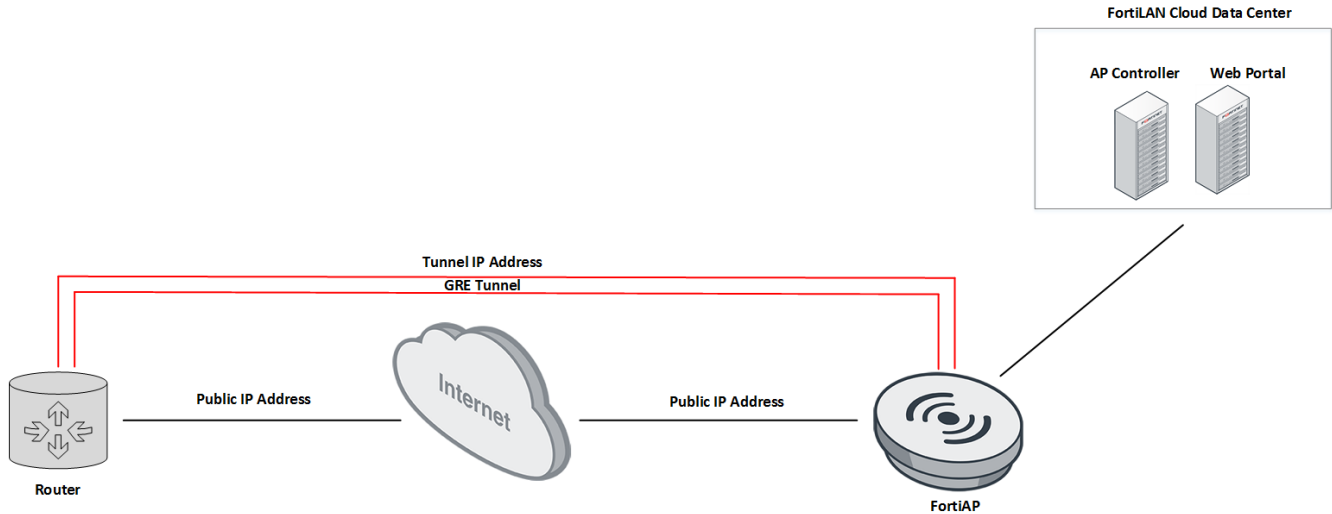 FortiLAN Cloud Data Center
AP Controller
Web Portal
Tunnel IP Address
GRE Tunnel
Internet
Public IP Address
Public IP Address
Router
FortiAP